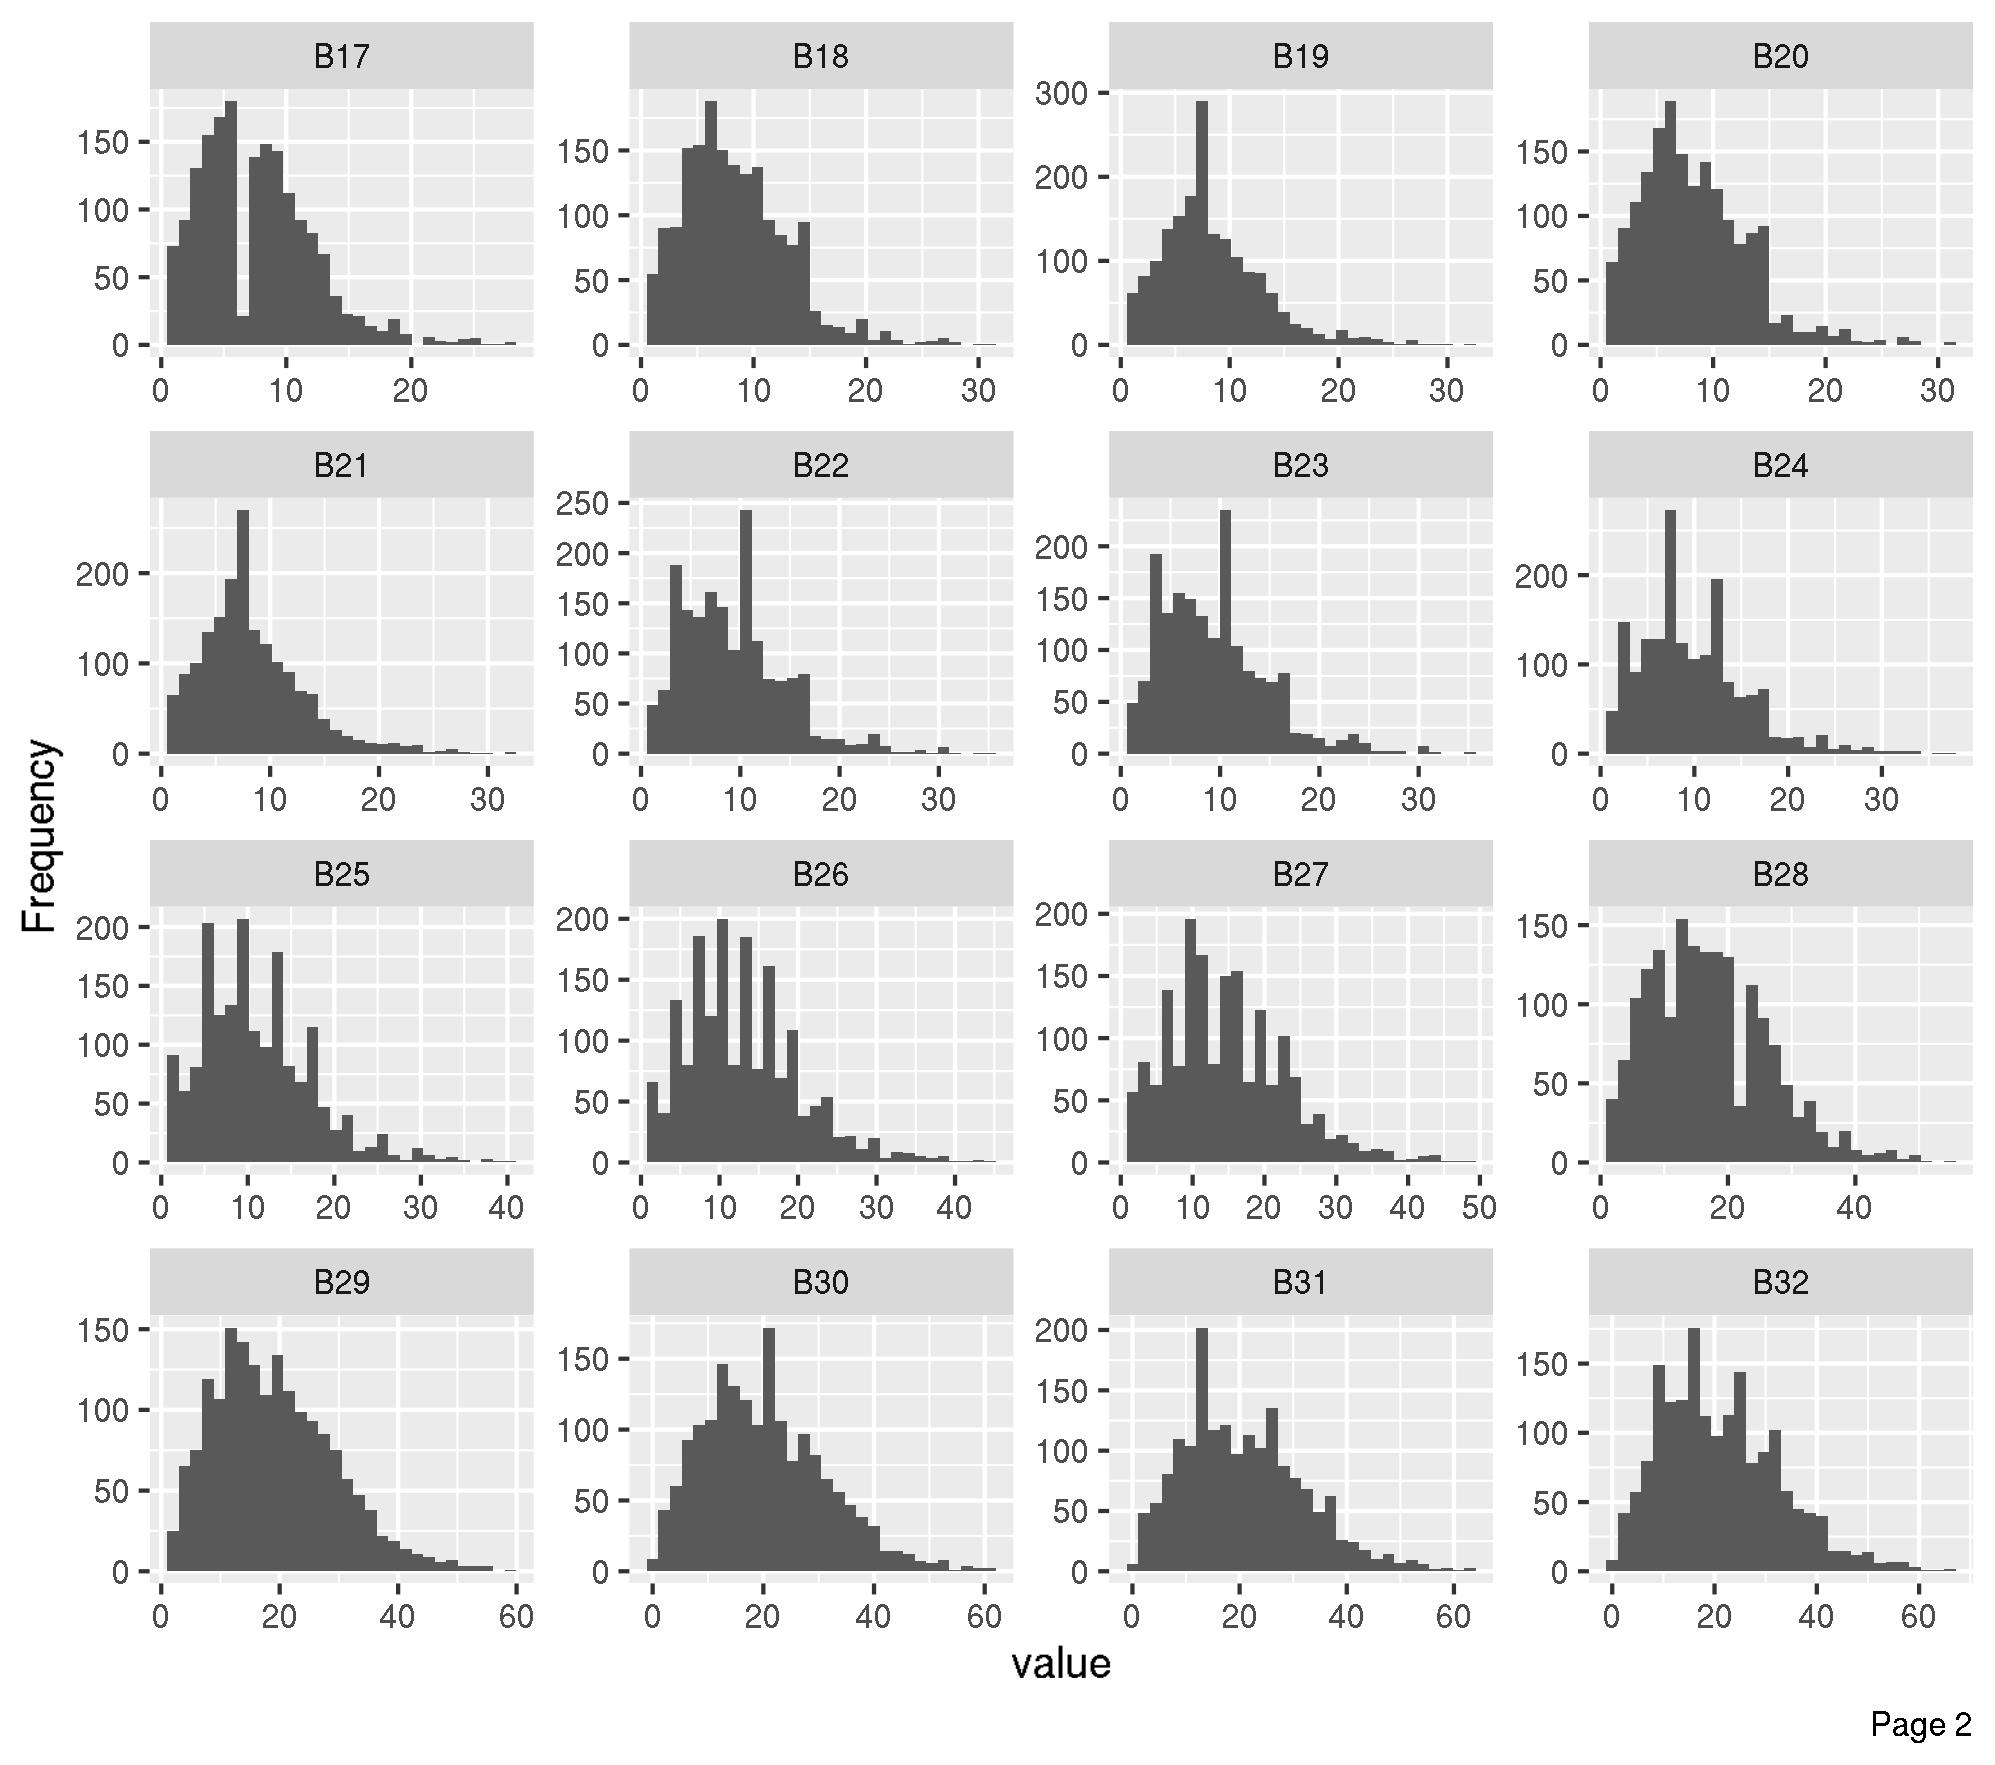 B17 B18 B19 B20
150 100 50 0
150 100 50 0
300 200 100 0
150 100 50 0
0 10 20
0 10 20 30
0 10 20 30
0 10 20 30
B21 B22 B23 B24
200 100 0
250 200 150 100 50 0
200 150 100 50 0
200 100 0
0 10 20 30
0 10 20 30
0 10 20 30
0 10 20 30
B25 B26 B27 B28
200 150 100 50 0
200 150 100 50 0
200 150 100 50 0
150 100 50 0
0 10 20 30 40
0 10 20 30 40
0 10 20 30 40 50
0 20 40
B29 B30 B31 B32
150 100 50 0
150 100 50 0
200 150 100 50 0
150 100 50 0
0 20 40 60
0 20 40 60
0 20 40 60
0 20 40 60
Frequency
value
Page 2